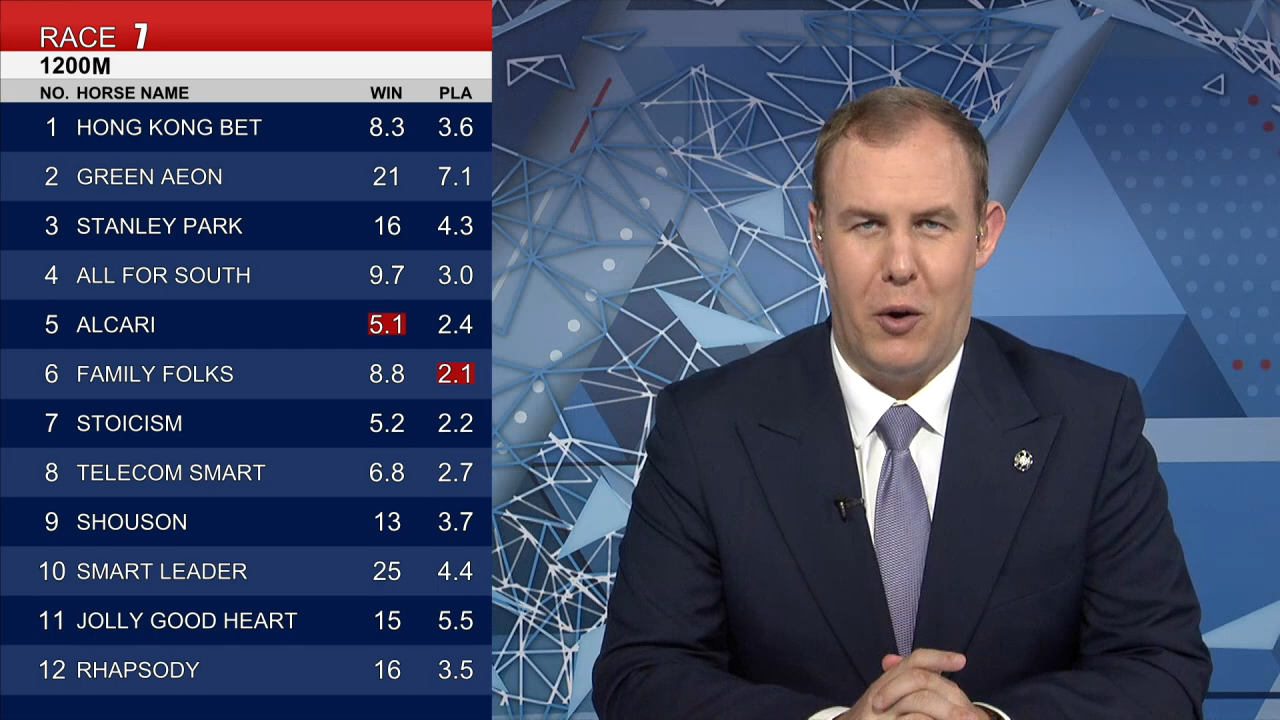 RACE 7
1200M
NO. HORSE NAME WIN PLA
1 HONG KONG BET 8.3 3.6
2 GREEN AEON 21 7.1
3 STANLEY PARK 16 4.3
4 ALL FOR SOUTH 9.7 3.0
5 ALCARI 5.1 2.4
6 FAMILY FOLKS 8.8 2.1
7 STOICISM 5.2 2.2
8 TELECOM SMART 6.8 2.7
9 SHOUSON 13 3.7
10 SMART LEADER 25 4.4
11 JOLLY GOOD HEART 15 5.5
12 RHAPSODY 16 3.5